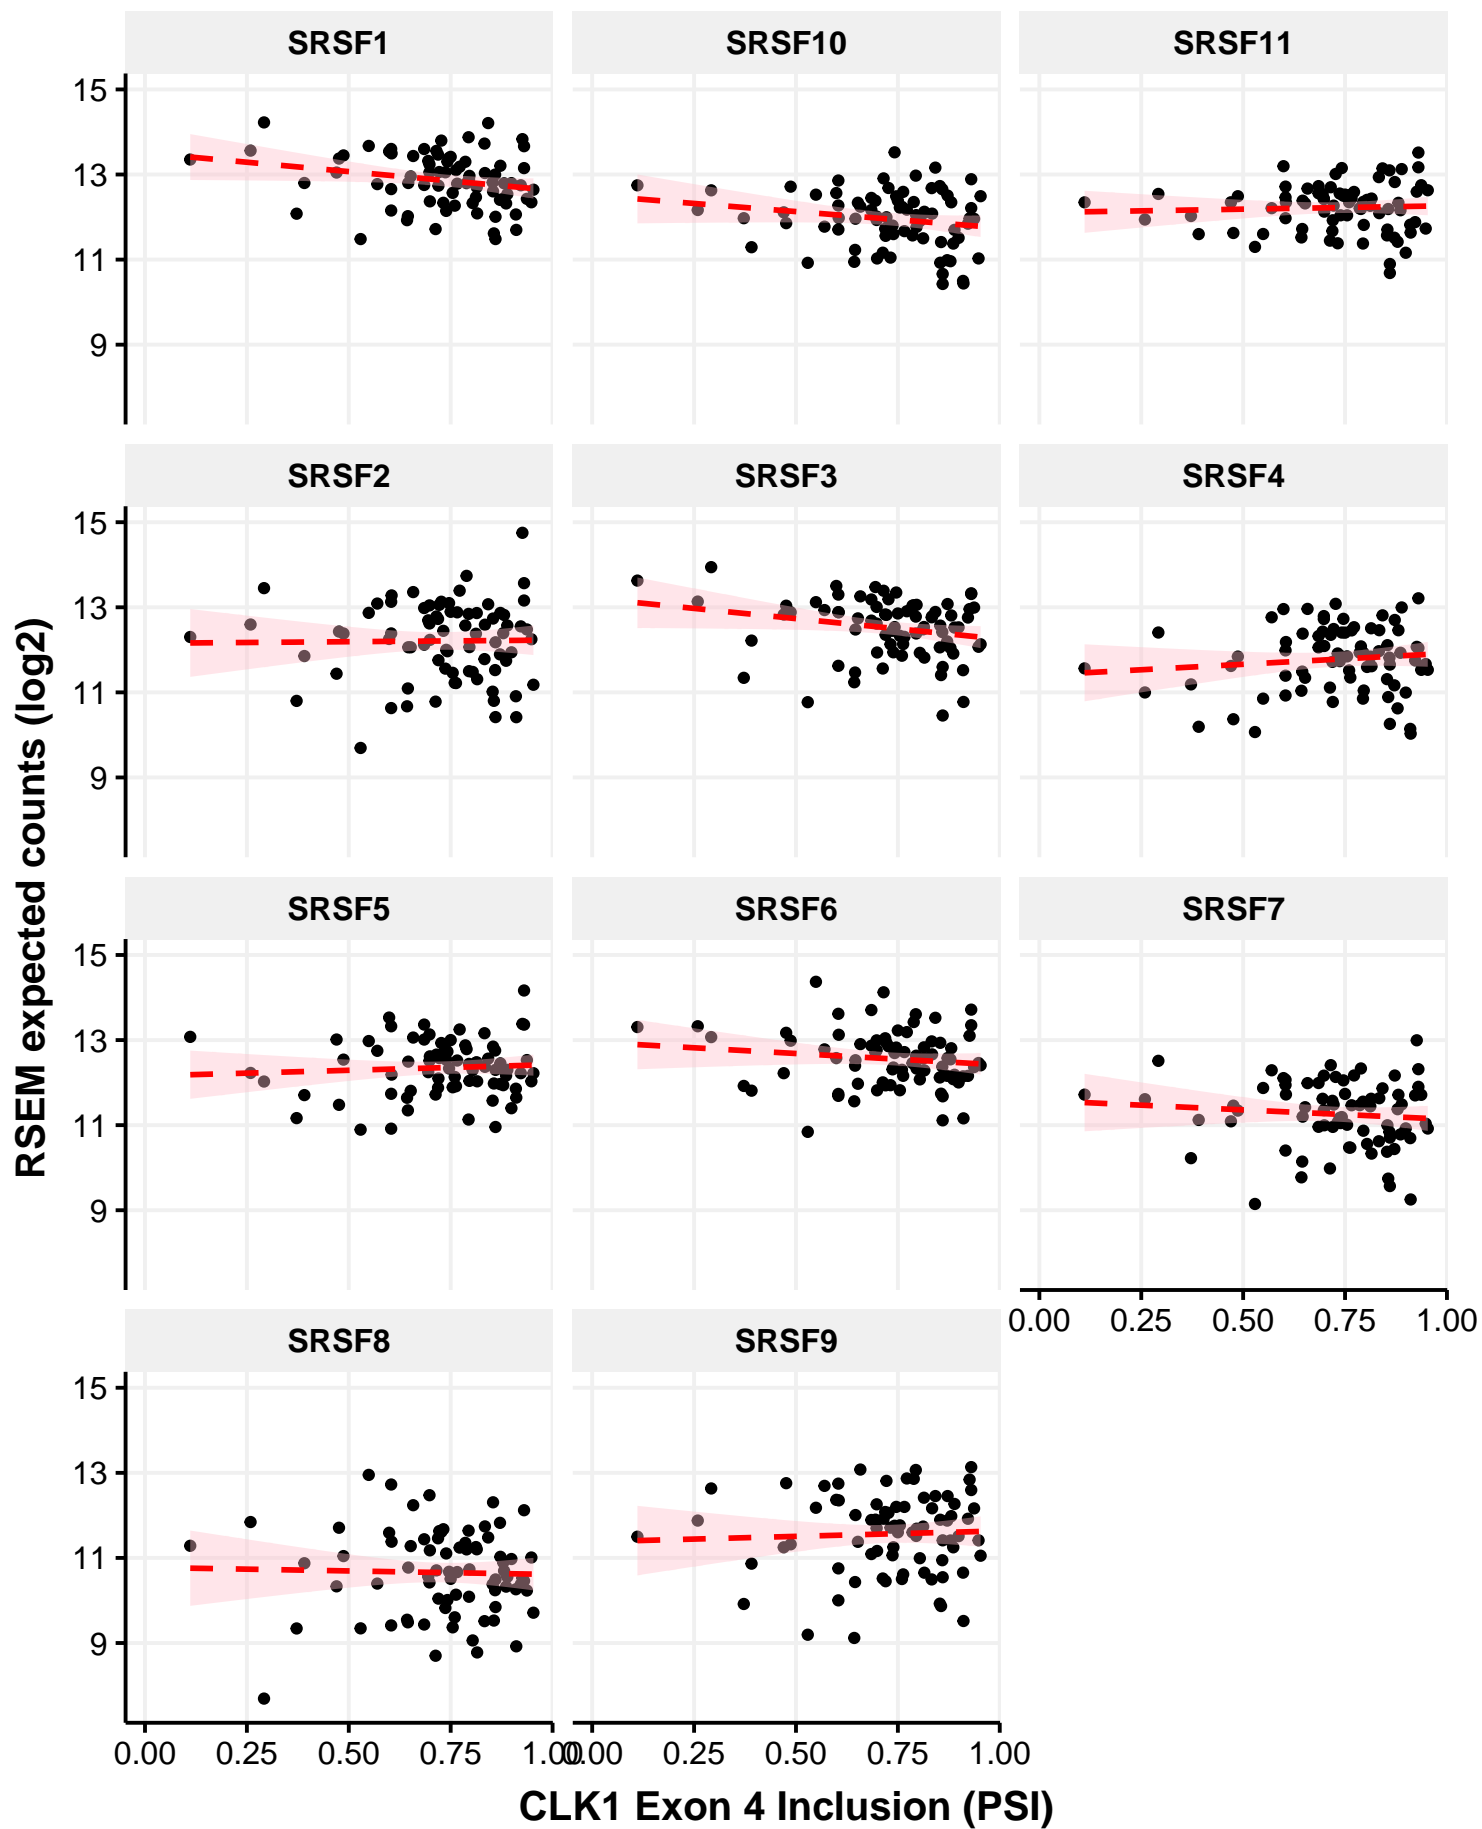 SRSF1 SRSF10 SRSF11
15
13
11
9
SRSF2 SRSF3 SRSF4
15
13
11
9
RSEM expected counts (log2)
SRSF5 SRSF6 SRSF7
15
13
11
9
0.00 0.25 0.50 0.75 1.00
SRSF8 SRSF9
15
13
11
9
0.00 0.25 0.50 0.75 1.00 0.00 0.25 0.50 0.75 1.00
CLK1 Exon 4 Inclusion (PSI)